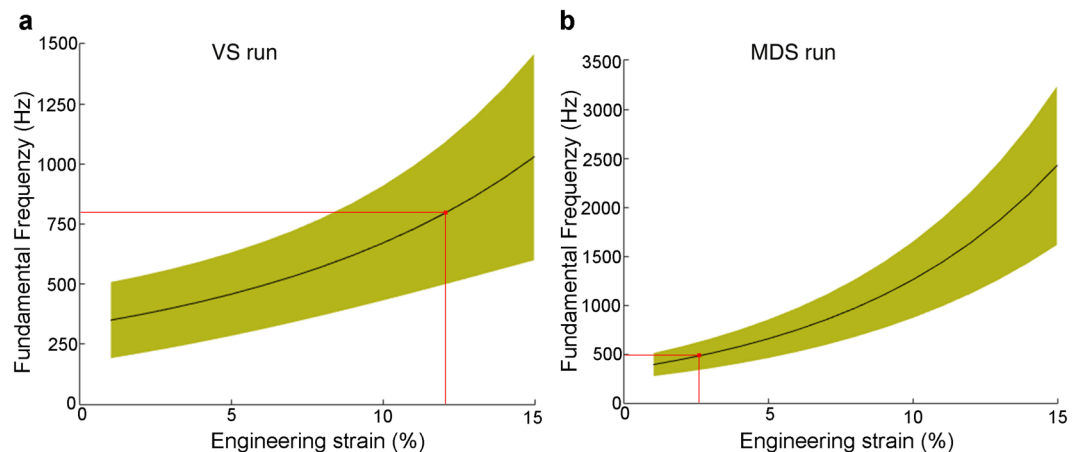 a
VS run
Fundamental Frequenzy (Hz)
1500
1250
1000
750
500
250
0
0 5 10 15
Engineering strain (%)
b
MDS run
Fundamental Frequenzy (Hz)
3500
3000
2500
2000
1500
1000
500
0
0 5 10 15
Engineering strain (%)